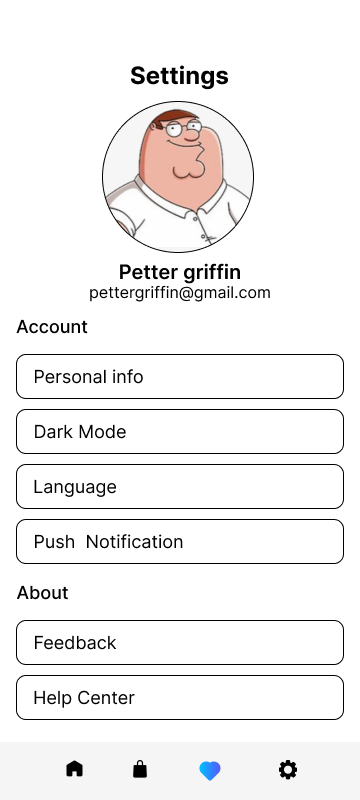 Settings
Petter griffin
pettergriffin@gmail.com
Account
Personal info
Dark Mode
Language
Push  Notification
About
Feedback
Help Center